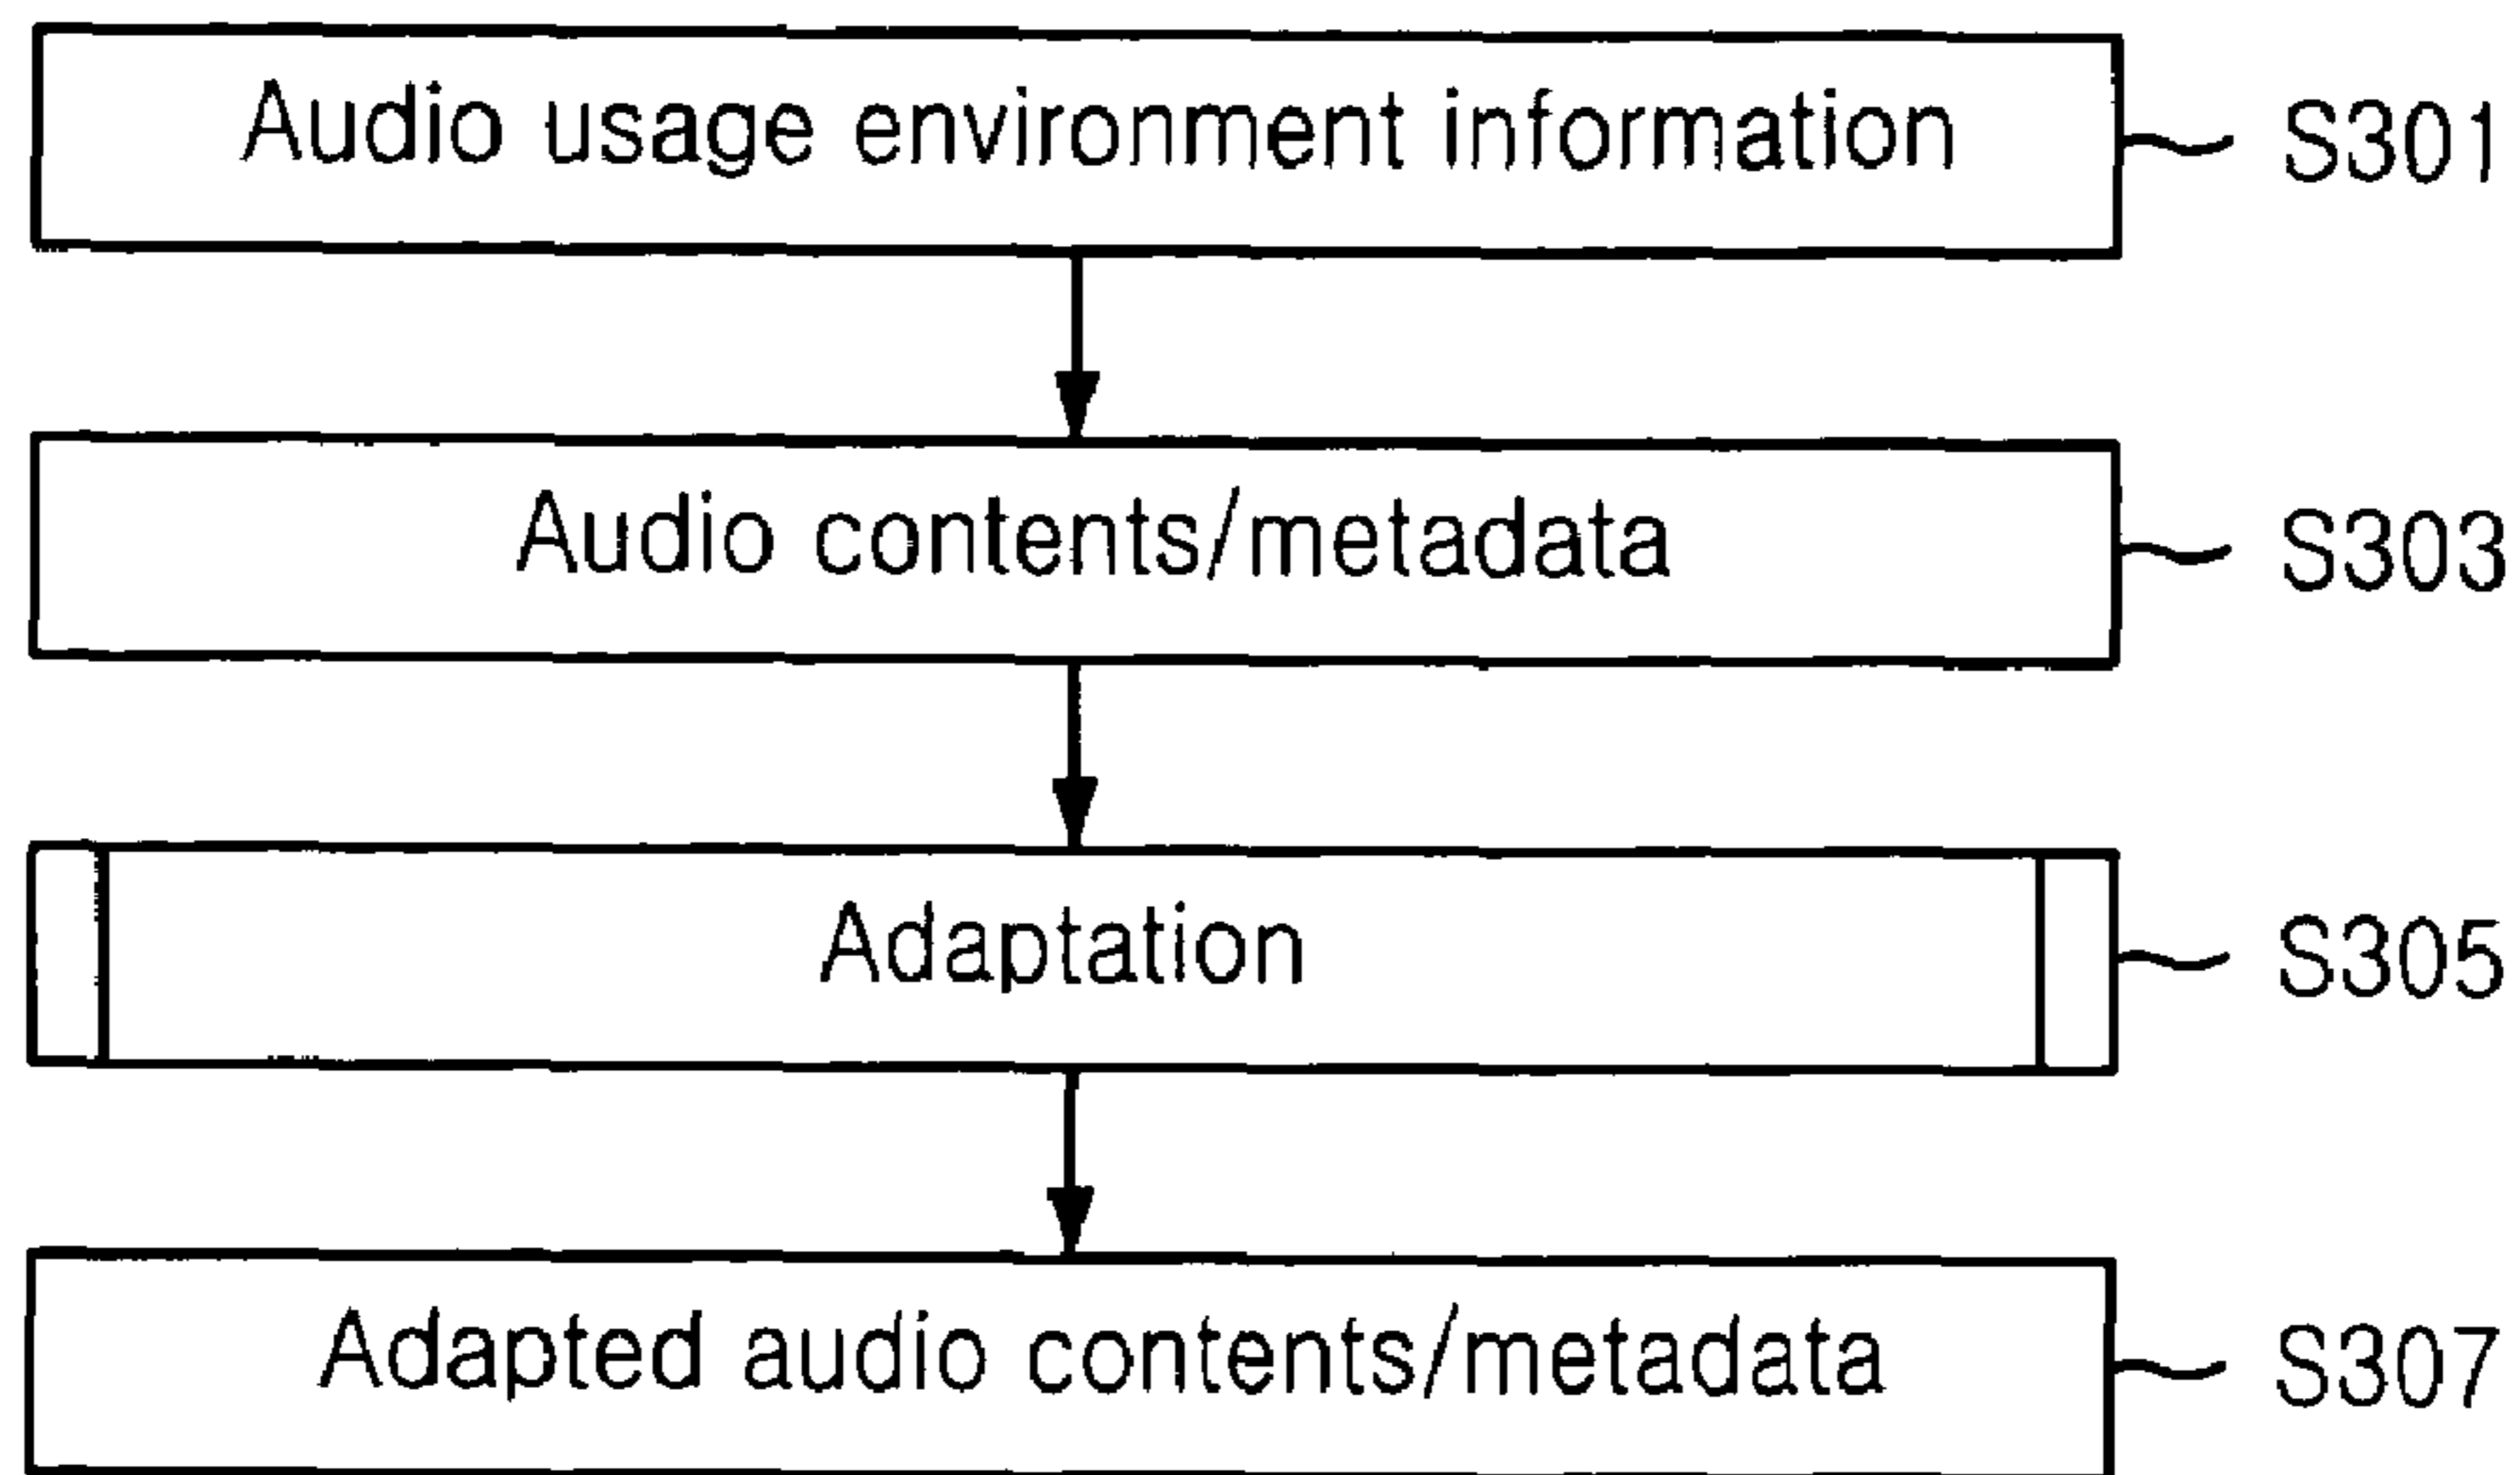 Audio usage environment information S301
Audio contents/metadata S303
Adaptation S305
Adapted audio contents/metadata S307